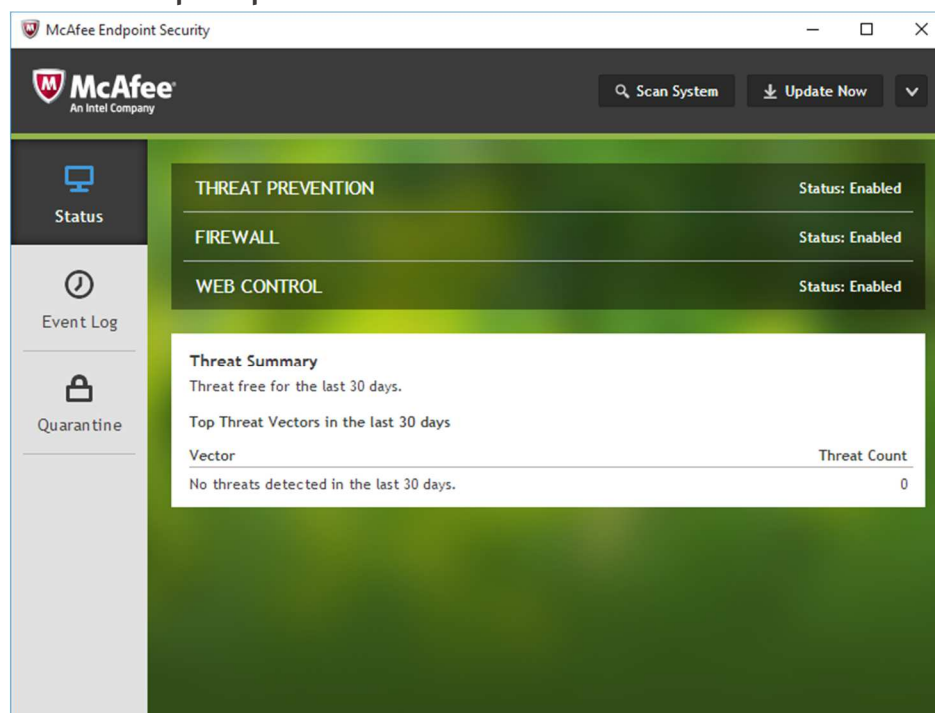 McAfee Endpoint Security
McAfee
An Intel Company
Scan System
Update Now
Status
Event Log
Quarantine
THREAT PREVENTION Status: Enabled
FIREWALL Status: Enabled
WEB CONTROL Status: Enabled
Threat Summary
Threat free for the last 30 days.
Top Threat Vectors in the last 30 days
Vector Threat Count
No threats detected in the last 30 days. 0